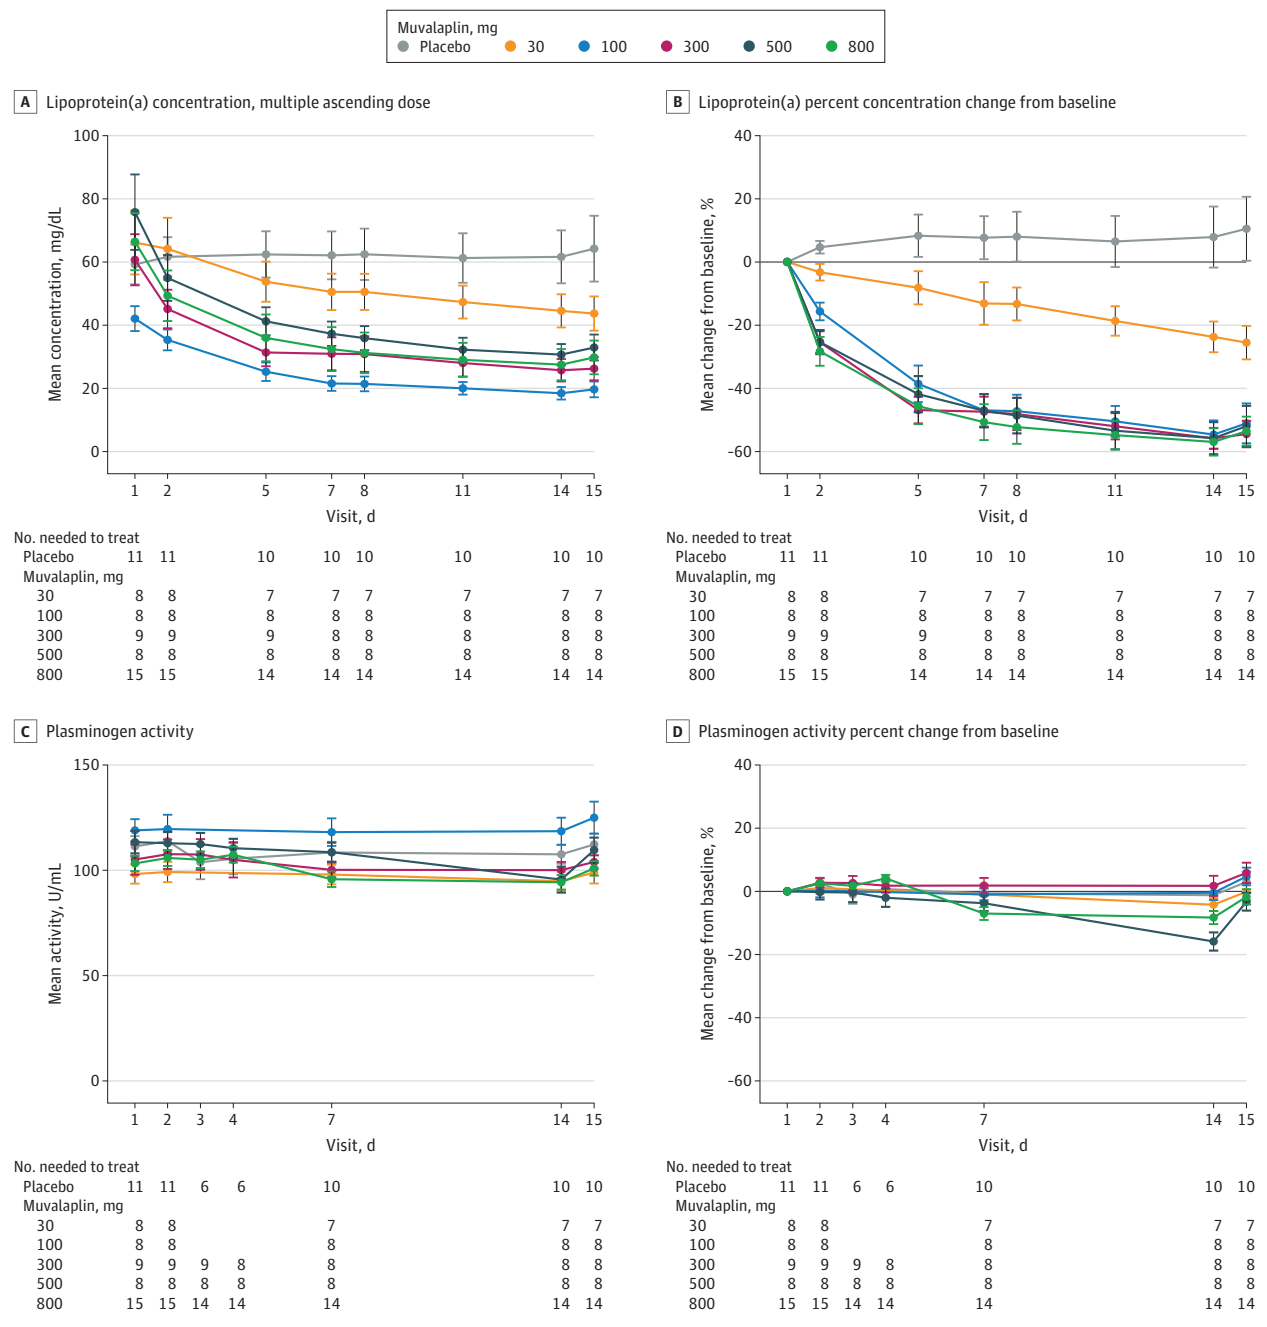 Muvalaplin, mg
Placebo 30 100 300 500 800
A Lipoprotein(a) concentration, multiple ascending dose
100
80
60
40
20
0
Mean concentration, mg/dL
1 2 5 7 8 11 14 15
Visit, d
No. needed to treat
Placebo 11 11 10 10 10 10 10 10
Muvalaplin, mg
30 8 8 7 7 7 7 7 7
100 8 8 8 8 8 8 8 8
300 9 9 9 8 8 8 8 8
500 8 8 8 8 8 8 8 8
800 15 15 14 14 14 14 14 14
B Lipoprotein(a) percent concentration change from baseline
40
20
0
-20
-40
-60
Mean change from baseline, %
1 2 5 7 8 11 14 15
Visit, d
No. needed to treat
Placebo 11 11 10 10 10 10 10 10
Muvalaplin, mg
30 8 8 7 7 7 7 7 7
100 8 8 8 8 8 8 8 8
300 9 9 9 8 8 8 8 8
500 8 8 8 8 8 8 8 8
800 15 15 14 14 14 14 14 14
C Plasminogen activity
150
100
50
0
Mean activity, U/mL
1 2 3 4 7 14 15
Visit, d
No. needed to treat
Placebo 11 11 6 6 10 10 10
Muvalaplin, mg
30 8 8 7 7 7
100 8 8 8 8 8
300 9 9 9 8 8 8 8
500 8 8 8 8 8 8 8
800 15 15 14 14 14 14 14
D Plasminogen activity percent change from baseline
40
20
0
-20
-40
-60
Mean change from baseline, %
1 2 3 4 7 14 15
Visit, d
No. needed to treat
Placebo 11 11 6 6 10 10 10
Muvalaplin, mg
30 8 8 7 7 7
100 8 8 8 8 8
300 9 9 9 8 8 8 8
500 8 8 8 8 8 8 8
800 15 15 14 14 14 14 14